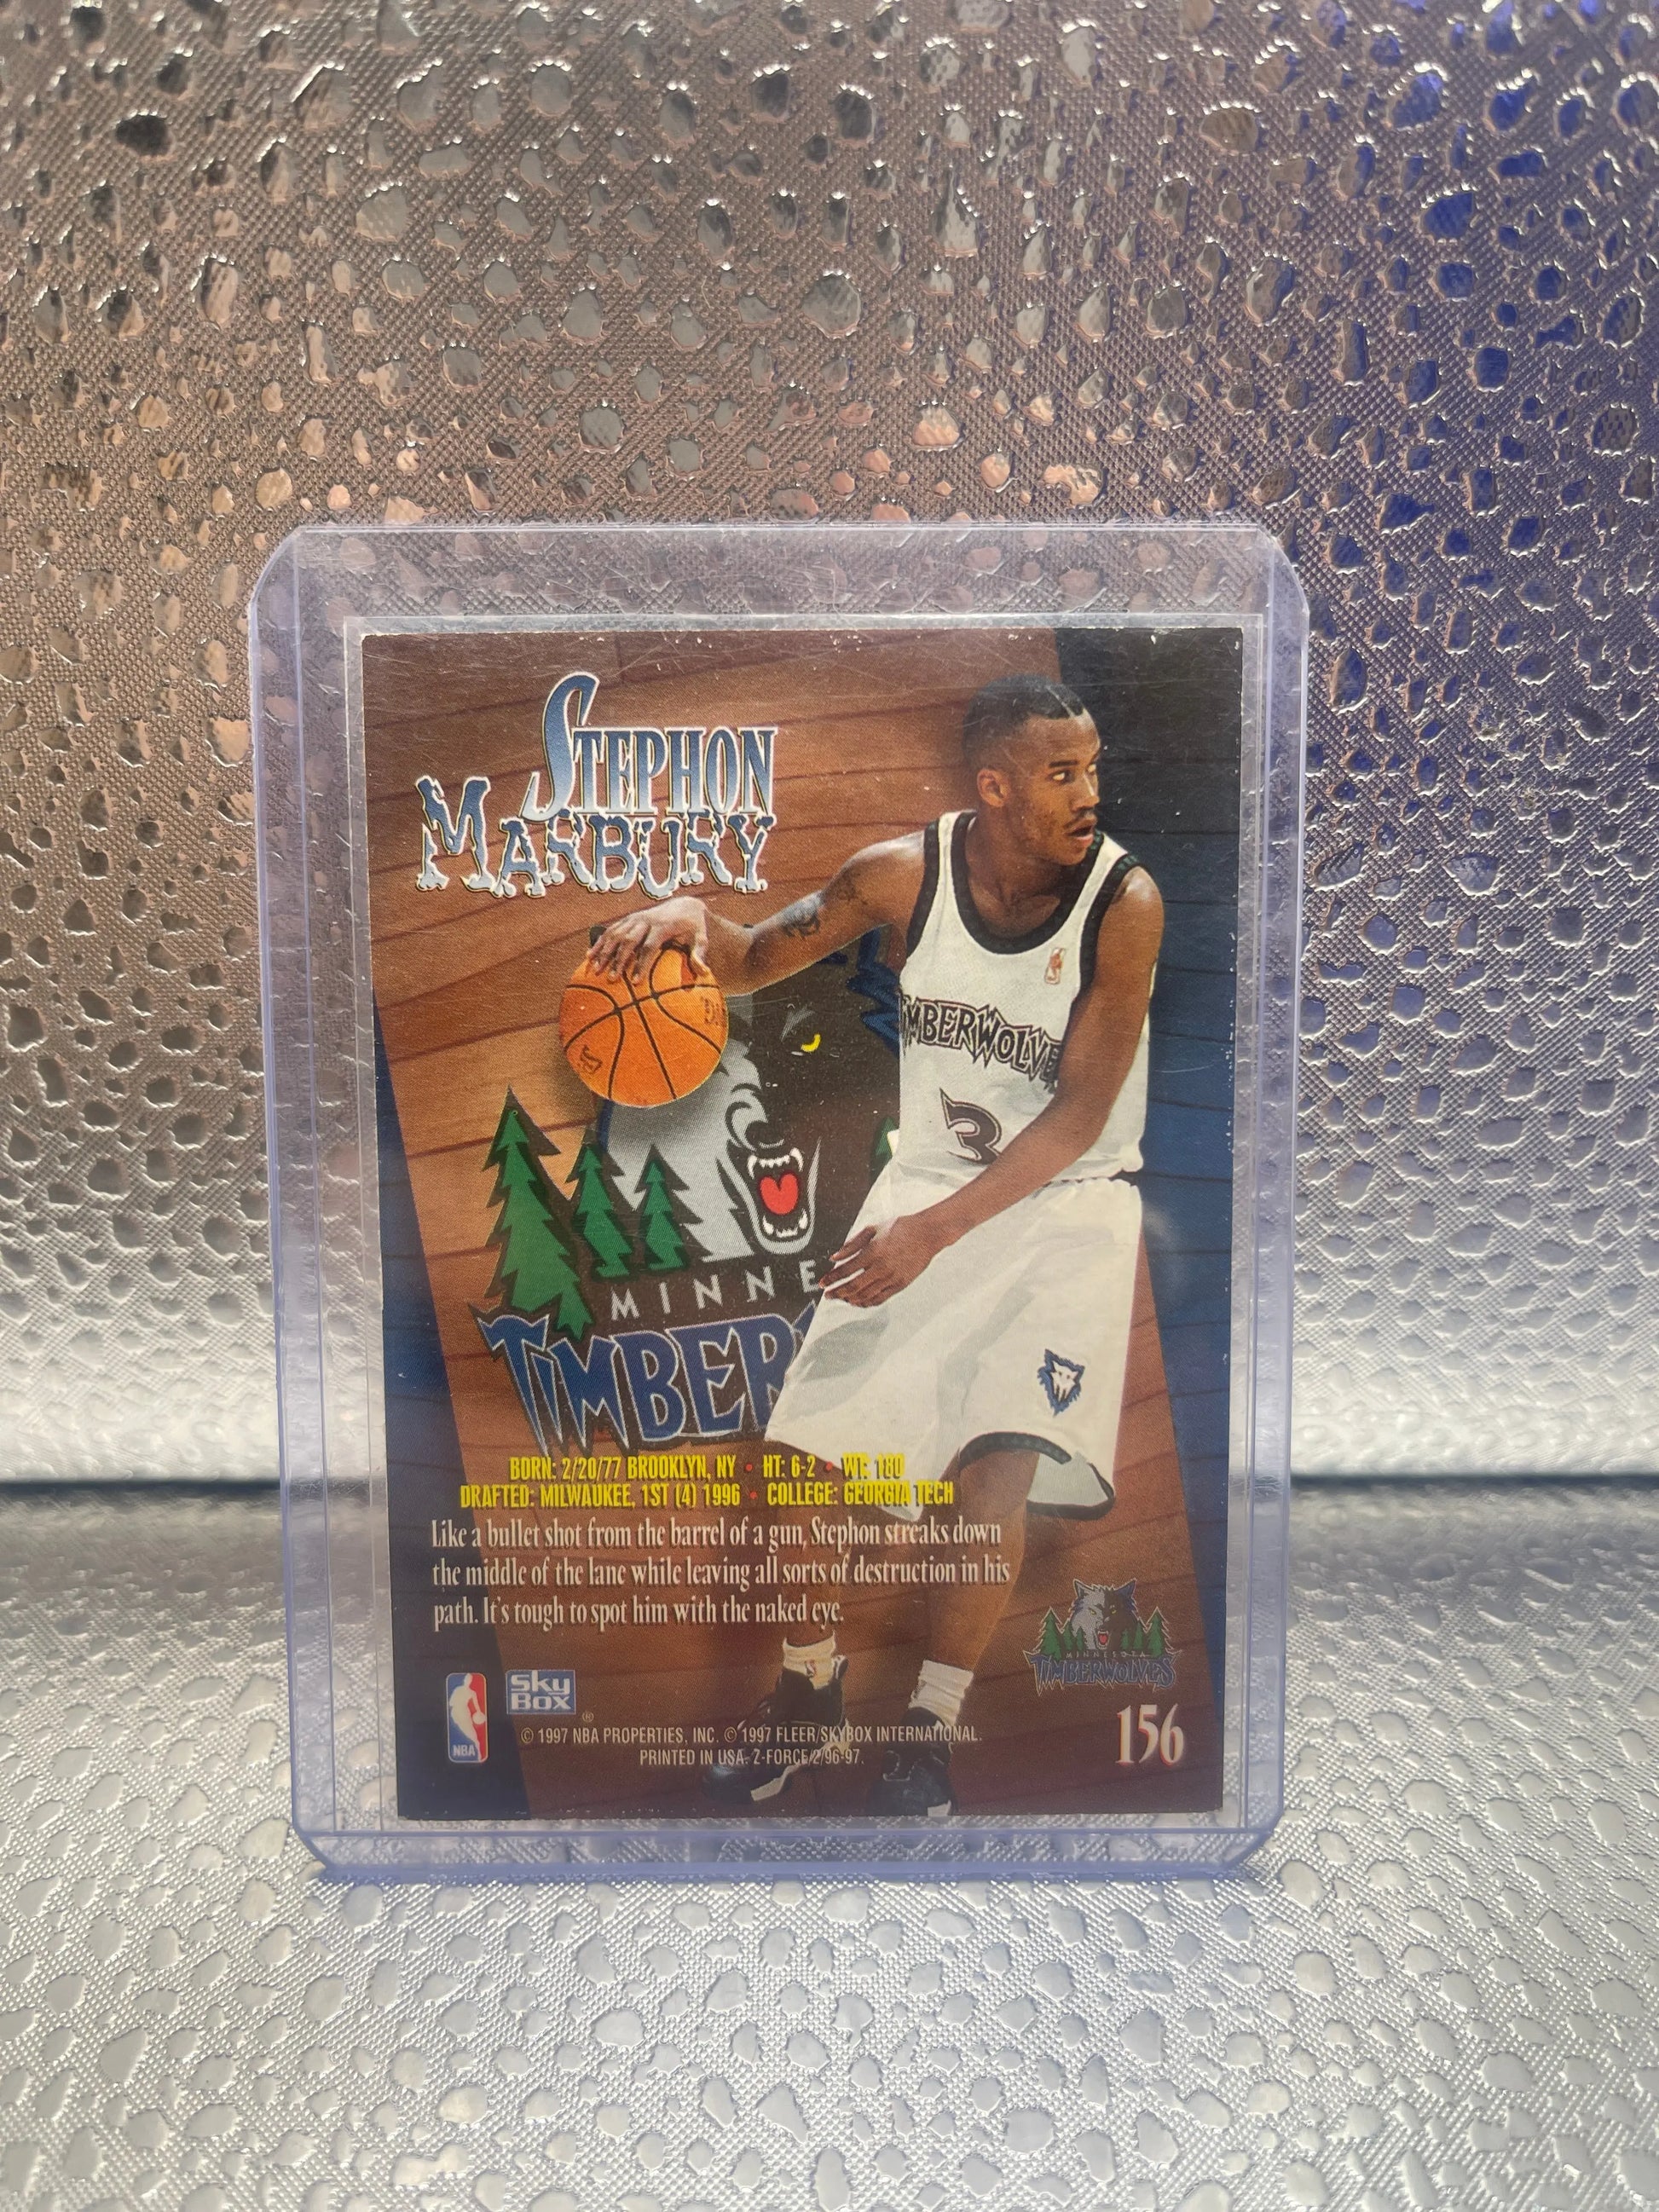 STEPHON
MARBURY
TIMBERWOLVE
3
MINNE
TIMBER
BORN: 2/20/77 BROOKLYN, NY • HT: 6-2 • WT: 180
DRAFTED: MILWAUKEE, 1ST (4) 1996 • COLLEGE: GEORGIA TECH
Like a bullet shot from the barrel of a gun, Stephon streaks down
the middle of the lane while leaving all sorts of destruction in his
path. It's tough to spot him with the naked eye.
MINNESOTA
TIMBERWOLVES
NBA
SkyBox ®
© 1997 NBA PROPERTIES, INC. © 1997 FLEER/SKYBOX INTERNATIONAL.
PRINTED IN USA. Z-FORCE/2/96-97.
156